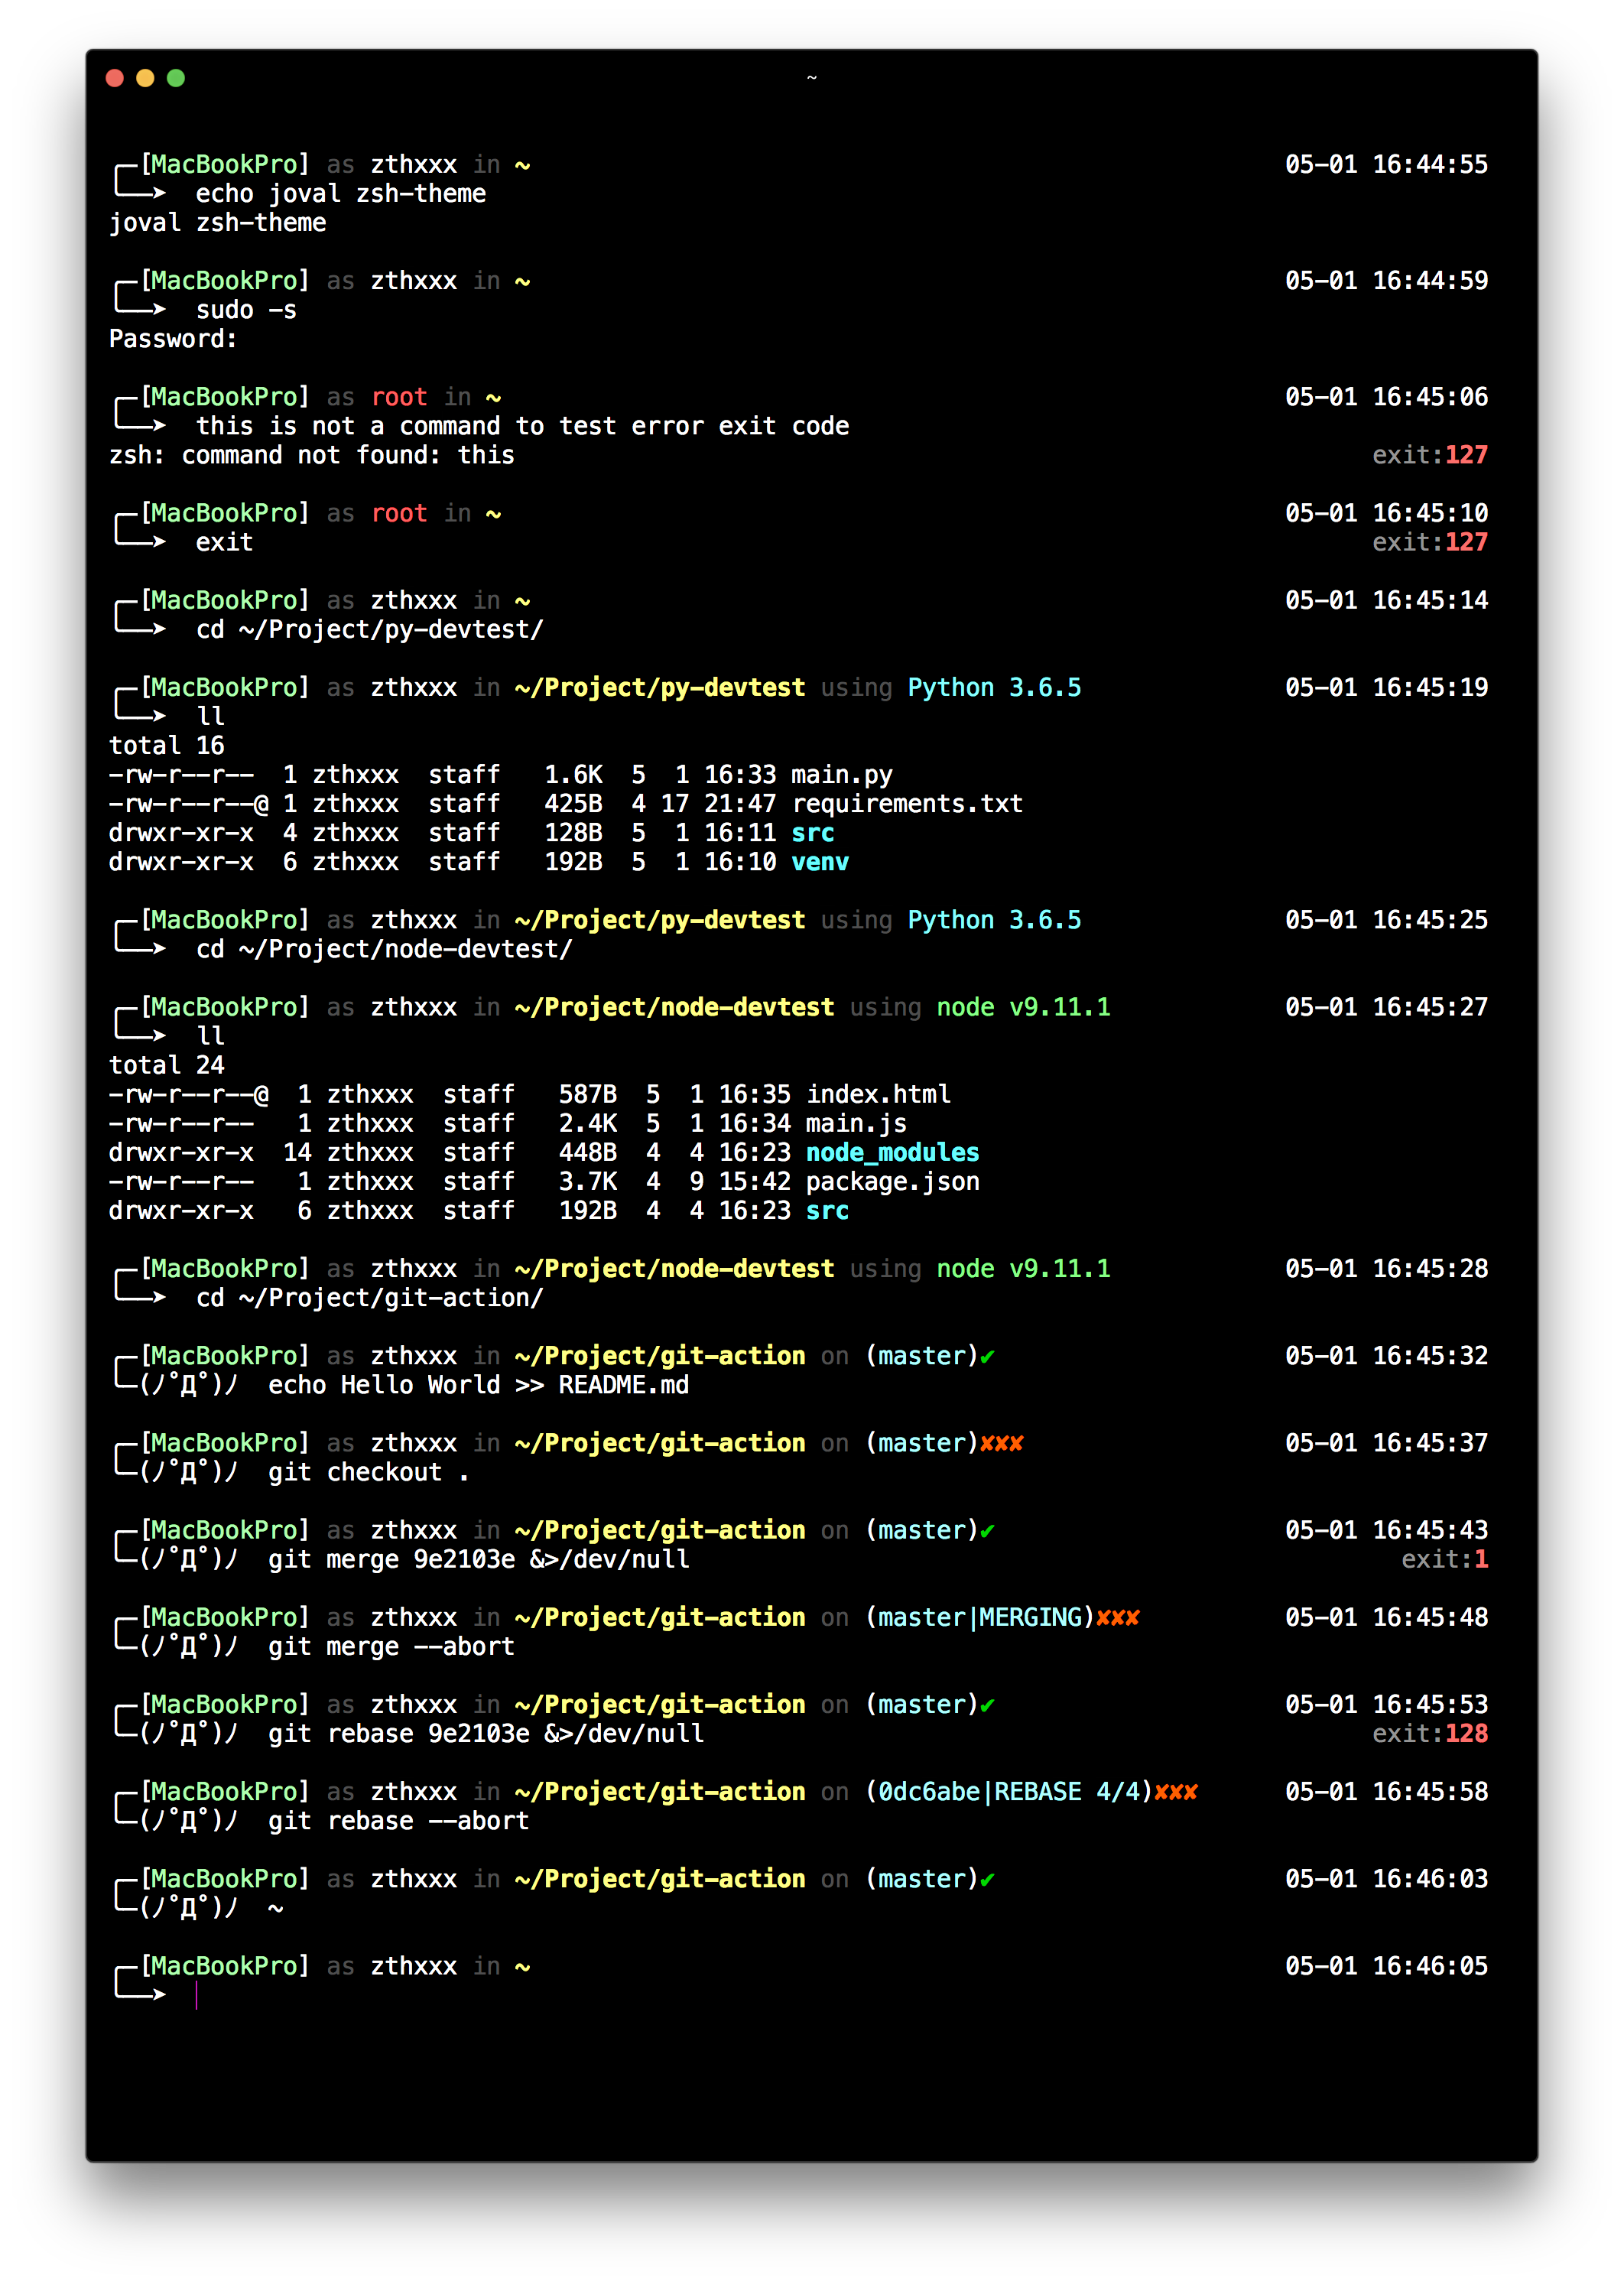 ~
╭─[MacBookPro] as zthxxx in ~ 05-01 16:44:55
╰──➤  echo joval zsh-theme
joval zsh-theme
╭─[MacBookPro] as zthxxx in ~ 05-01 16:44:59
╰──➤  sudo -s
Password:
╭─[MacBookPro] as root in ~ 05-01 16:45:06
╰──➤  this is not a command to test error exit code
zsh: command not found: this exit:127
╭─[MacBookPro] as root in ~ 05-01 16:45:10
╰──➤  exit exit:127
╭─[MacBookPro] as zthxxx in ~ 05-01 16:45:14
╰──➤  cd ~/Project/py-devtest/
╭─[MacBookPro] as zthxxx in ~/Project/py-devtest using Python 3.6.5 05-01 16:45:19
╰──➤  ll
total 16
-rw-r--r--  1 zthxxx  staff   1.6K  5  1 16:33 main.py
-rw-r--r--@ 1 zthxxx  staff   425B  4 17 21:47 requirements.txt
drwxr-xr-x  4 zthxxx  staff   128B  5  1 16:11 src
drwxr-xr-x  6 zthxxx  staff   192B  5  1 16:10 venv
╭─[MacBookPro] as zthxxx in ~/Project/py-devtest using Python 3.6.5 05-01 16:45:25
╰──➤  cd ~/Project/node-devtest/
╭─[MacBookPro] as zthxxx in ~/Project/node-devtest using node v9.11.1 05-01 16:45:27
╰──➤  ll
total 24
-rw-r--r--@  1 zthxxx  staff   587B  5  1 16:35 index.html
-rw-r--r--   1 zthxxx  staff   2.4K  5  1 16:34 main.js
drwxr-xr-x  14 zthxxx  staff   448B  4  4 16:23 node_modules
-rw-r--r--   1 zthxxx  staff   3.7K  4  9 15:42 package.json
drwxr-xr-x   6 zthxxx  staff   192B  4  4 16:23 src
╭─[MacBookPro] as zthxxx in ~/Project/node-devtest using node v9.11.1 05-01 16:45:28
╰──➤  cd ~/Project/git-action/
╭─[MacBookPro] as zthxxx in ~/Project/git-action on (master)✔ 05-01 16:45:32
╰─(ﾉ˚Д˚)ﾉ  echo Hello World >> README.md
╭─[MacBookPro] as zthxxx in ~/Project/git-action on (master)✘✘✘ 05-01 16:45:37
╰─(ﾉ˚Д˚)ﾉ  git checkout .
╭─[MacBookPro] as zthxxx in ~/Project/git-action on (master)✔ 05-01 16:45:43
╰─(ﾉ˚Д˚)ﾉ  git merge 9e2103e &>/dev/null exit:1
╭─[MacBookPro] as zthxxx in ~/Project/git-action on (master|MERGING)✘✘✘ 05-01 16:45:48
╰─(ﾉ˚Д˚)ﾉ  git merge --abort
╭─[MacBookPro] as zthxxx in ~/Project/git-action on (master)✔ 05-01 16:45:53
╰─(ﾉ˚Д˚)ﾉ  git rebase 9e2103e &>/dev/null exit:128
╭─[MacBookPro] as zthxxx in ~/Project/git-action on (0dc6abe|REBASE 4/4)✘✘✘ 05-01 16:45:58
╰─(ﾉ˚Д˚)ﾉ  git rebase --abort
╭─[MacBookPro] as zthxxx in ~/Project/git-action on (master)✔ 05-01 16:46:03
╰─(ﾉ˚Д˚)ﾉ  ~
╭─[MacBookPro] as zthxxx in ~ 05-01 16:46:05
╰──➤